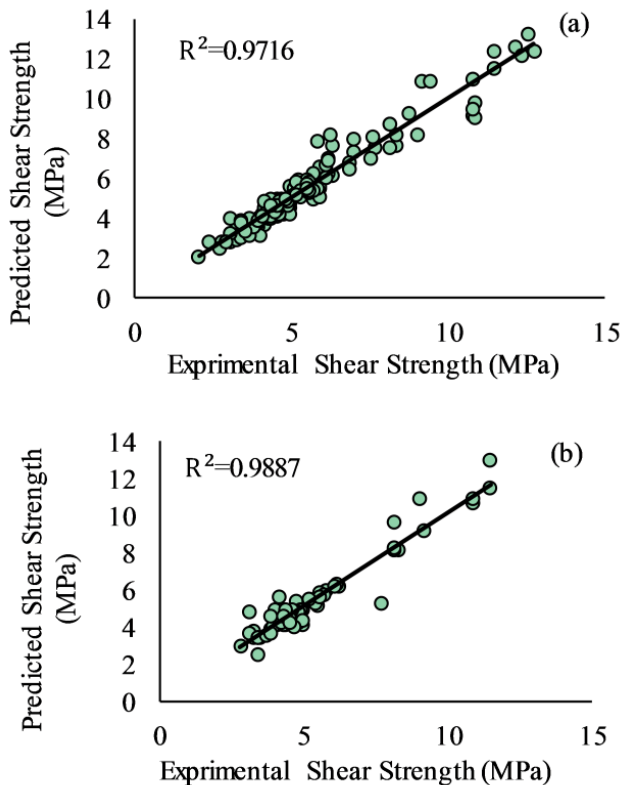 (a)
R²=0.9716
14
12
10
8
6
4
2
0
Predicted Shear Strength
(MPa)
0 5 10 15
Exprimental Shear Strength (MPa)
(b)
R²=0.9887
14
12
10
8
6
4
2
0
Predicted Shear Strength
(MPa)
0 5 10 15
Exprimental Shear Strength (MPa)